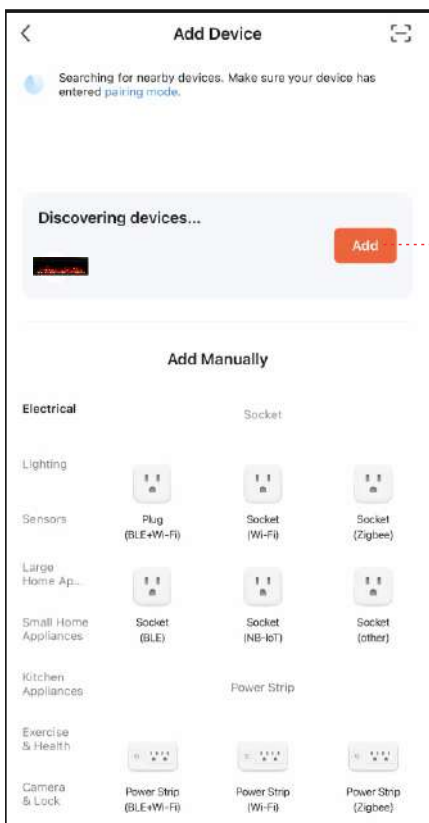 Add Device
Searching for nearby devices. Make sure your device has
entered pairing mode.
Discovering devices...
Add
Add Manually
Electrical
Socket
Lighting
Sensors
Plug
(BLE+Wi-Fi)
Socket
(Wi-Fi)
Socket
(Zigbee)
Large
Home Ap...
Small Home
Appliances
Socket
(BLE)
Socket
(NB-IoT)
Socket
(other)
Kitchen
Appliances
Power Strip
Exercise
& Health
Camera
& Lock
Power Strip
(BLE+Wi-Fi)
Power Strip
(Wi-Fi)
Power Strip
(Zigbee)